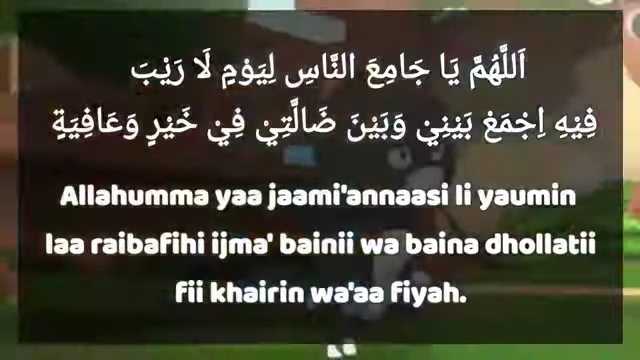 اَللَّهُمَّ يَا جَامِعَ النَّاسِ لِيَوْمِ لَا رَيْبَ
فِيْهِ اِجْمَعْ بَيْنِيْ وَبَيْنَ ضَالَّتِيْ فِيْ خَيْرٍ وَعَافِيَةٍ
Allahumma yaa jaami'annaasi li yaumin
laa raibafihi ijma' bainii wa baina dhollatii
fii khairin wa'aa fiyah.